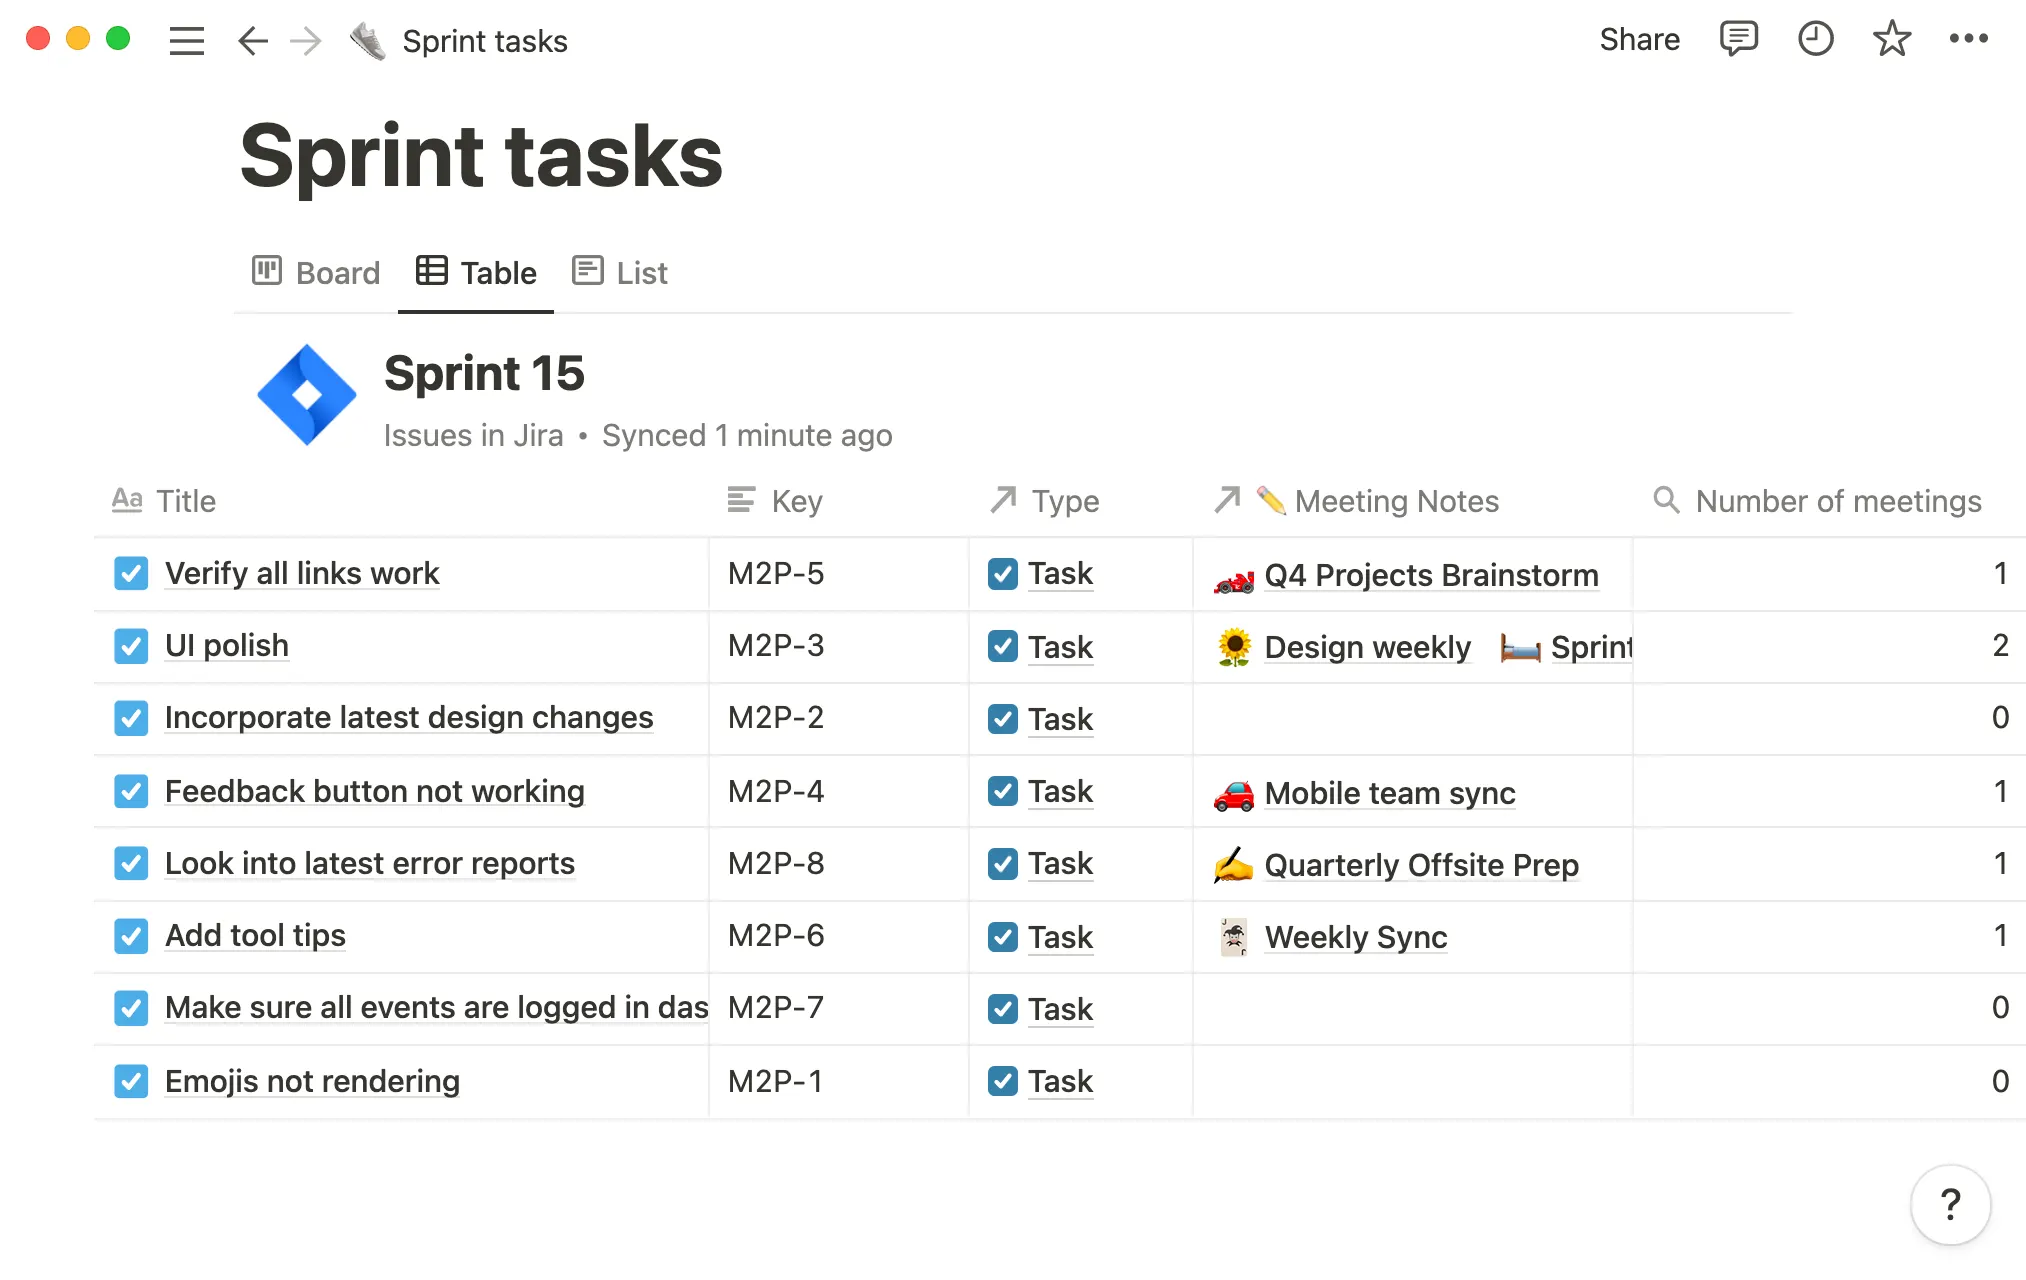 Sprint tasks
Share
Sprint tasks
Board Table List
Sprint 15
Issues in Jira • Synced 1 minute ago
Aa Title Key Type Meeting Notes Number of meetings
Verify all links work M2P-5 Task Q4 Projects Brainstorm 1
UI polish M2P-3 Task Design weekly Sprint 2
Incorporate latest design changes M2P-2 Task 0
Feedback button not working M2P-4 Task Mobile team sync 1
Look into latest error reports M2P-8 Task Quarterly Offsite Prep 1
Add tool tips M2P-6 Task Weekly Sync 1
Make sure all events are logged in das M2P-7 Task 0
Emojis not rendering M2P-1 Task 0
?